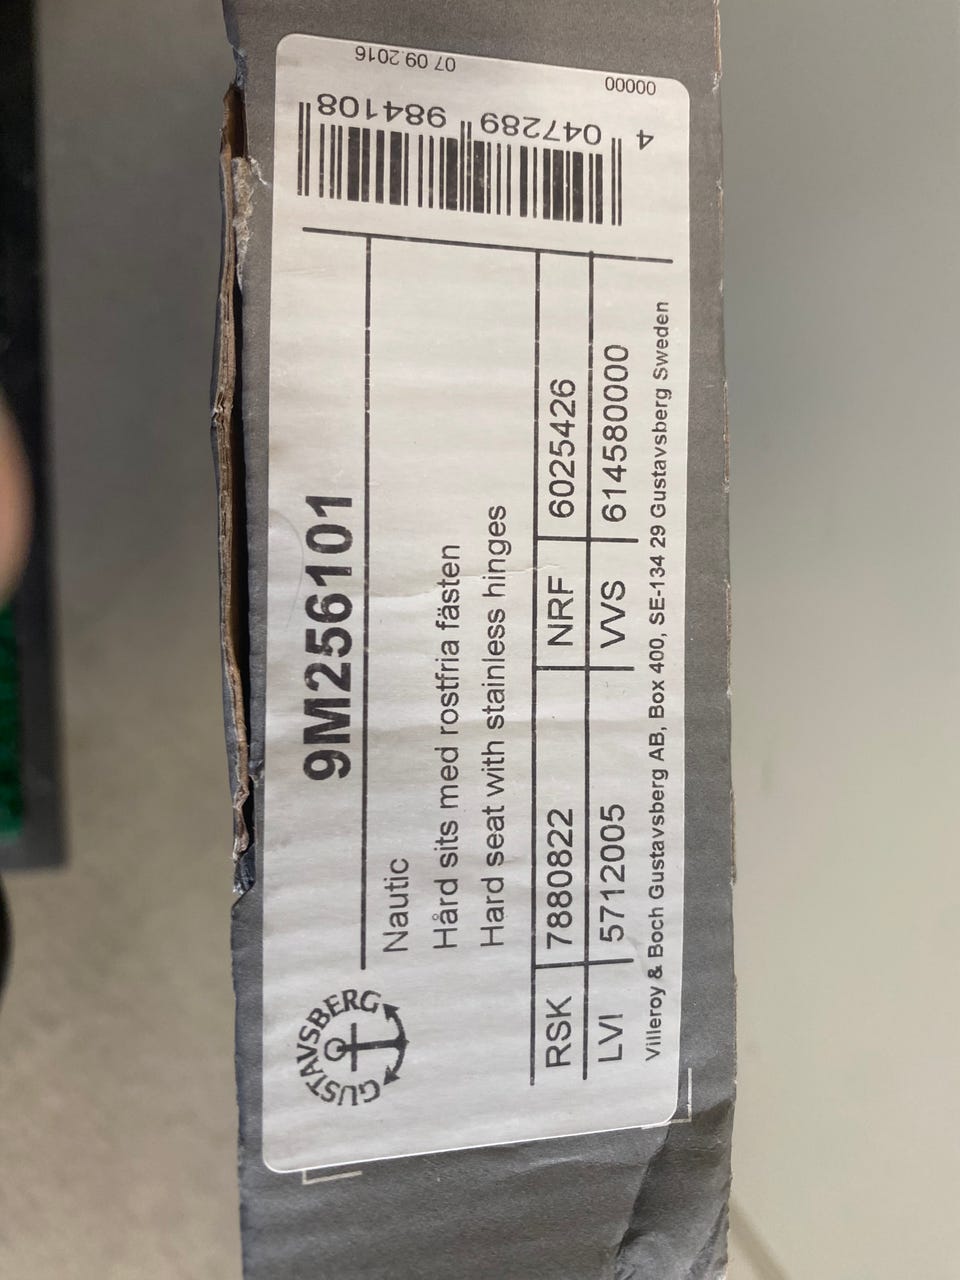 GUSTAVSBERG
9M256101
Nautic
Hård sits med rostfria fästen
Hard seat with stainless hinges
RSK 7880822 NRF 6025426
LVI 5712005 VVS 614580000
Villeroy & Boch Gustavsberg AB, Box 400, SE-134 29 Gustavsberg Sweden
00000
07.09.2016
4 047289 984108